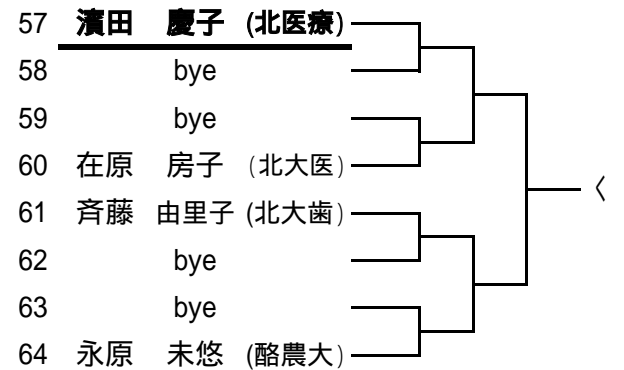 57 濱田 慶子 (北医療)
58 bye
59 bye
60 在原 房子 (北大医)
61 斉藤 由里子 (北大歯)
62 bye
63 bye
64 永原 未悠 (酪農大)
く